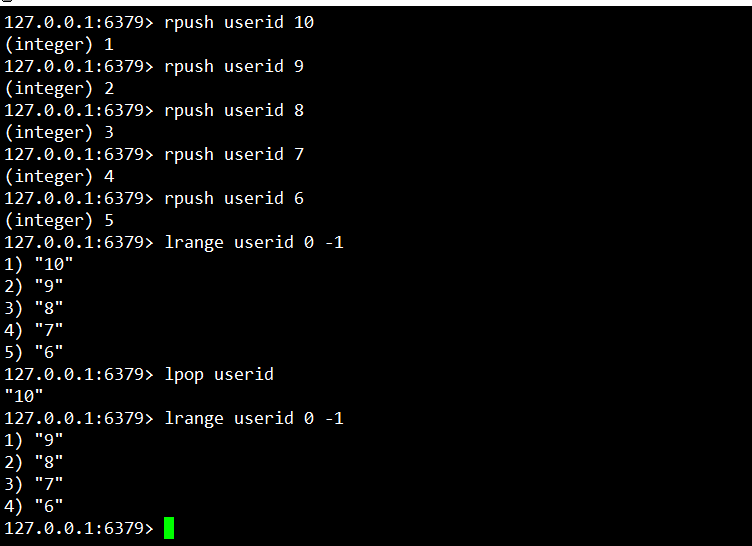 127.0.0.1:6379> rpush userid 10
(integer) 1
127.0.0.1:6379> rpush userid 9
(integer) 2
127.0.0.1:6379> rpush userid 8
(integer) 3
127.0.0.1:6379> rpush userid 7
(integer) 4
127.0.0.1:6379> rpush userid 6
(integer) 5
127.0.0.1:6379> lrange userid 0 -1
1) "10"
2) "9"
3) "8"
4) "7"
5) "6"
127.0.0.1:6379> lpop userid
"10"
127.0.0.1:6379> lrange userid 0 -1
1) "9"
2) "8"
3) "7"
4) "6"
127.0.0.1:6379>